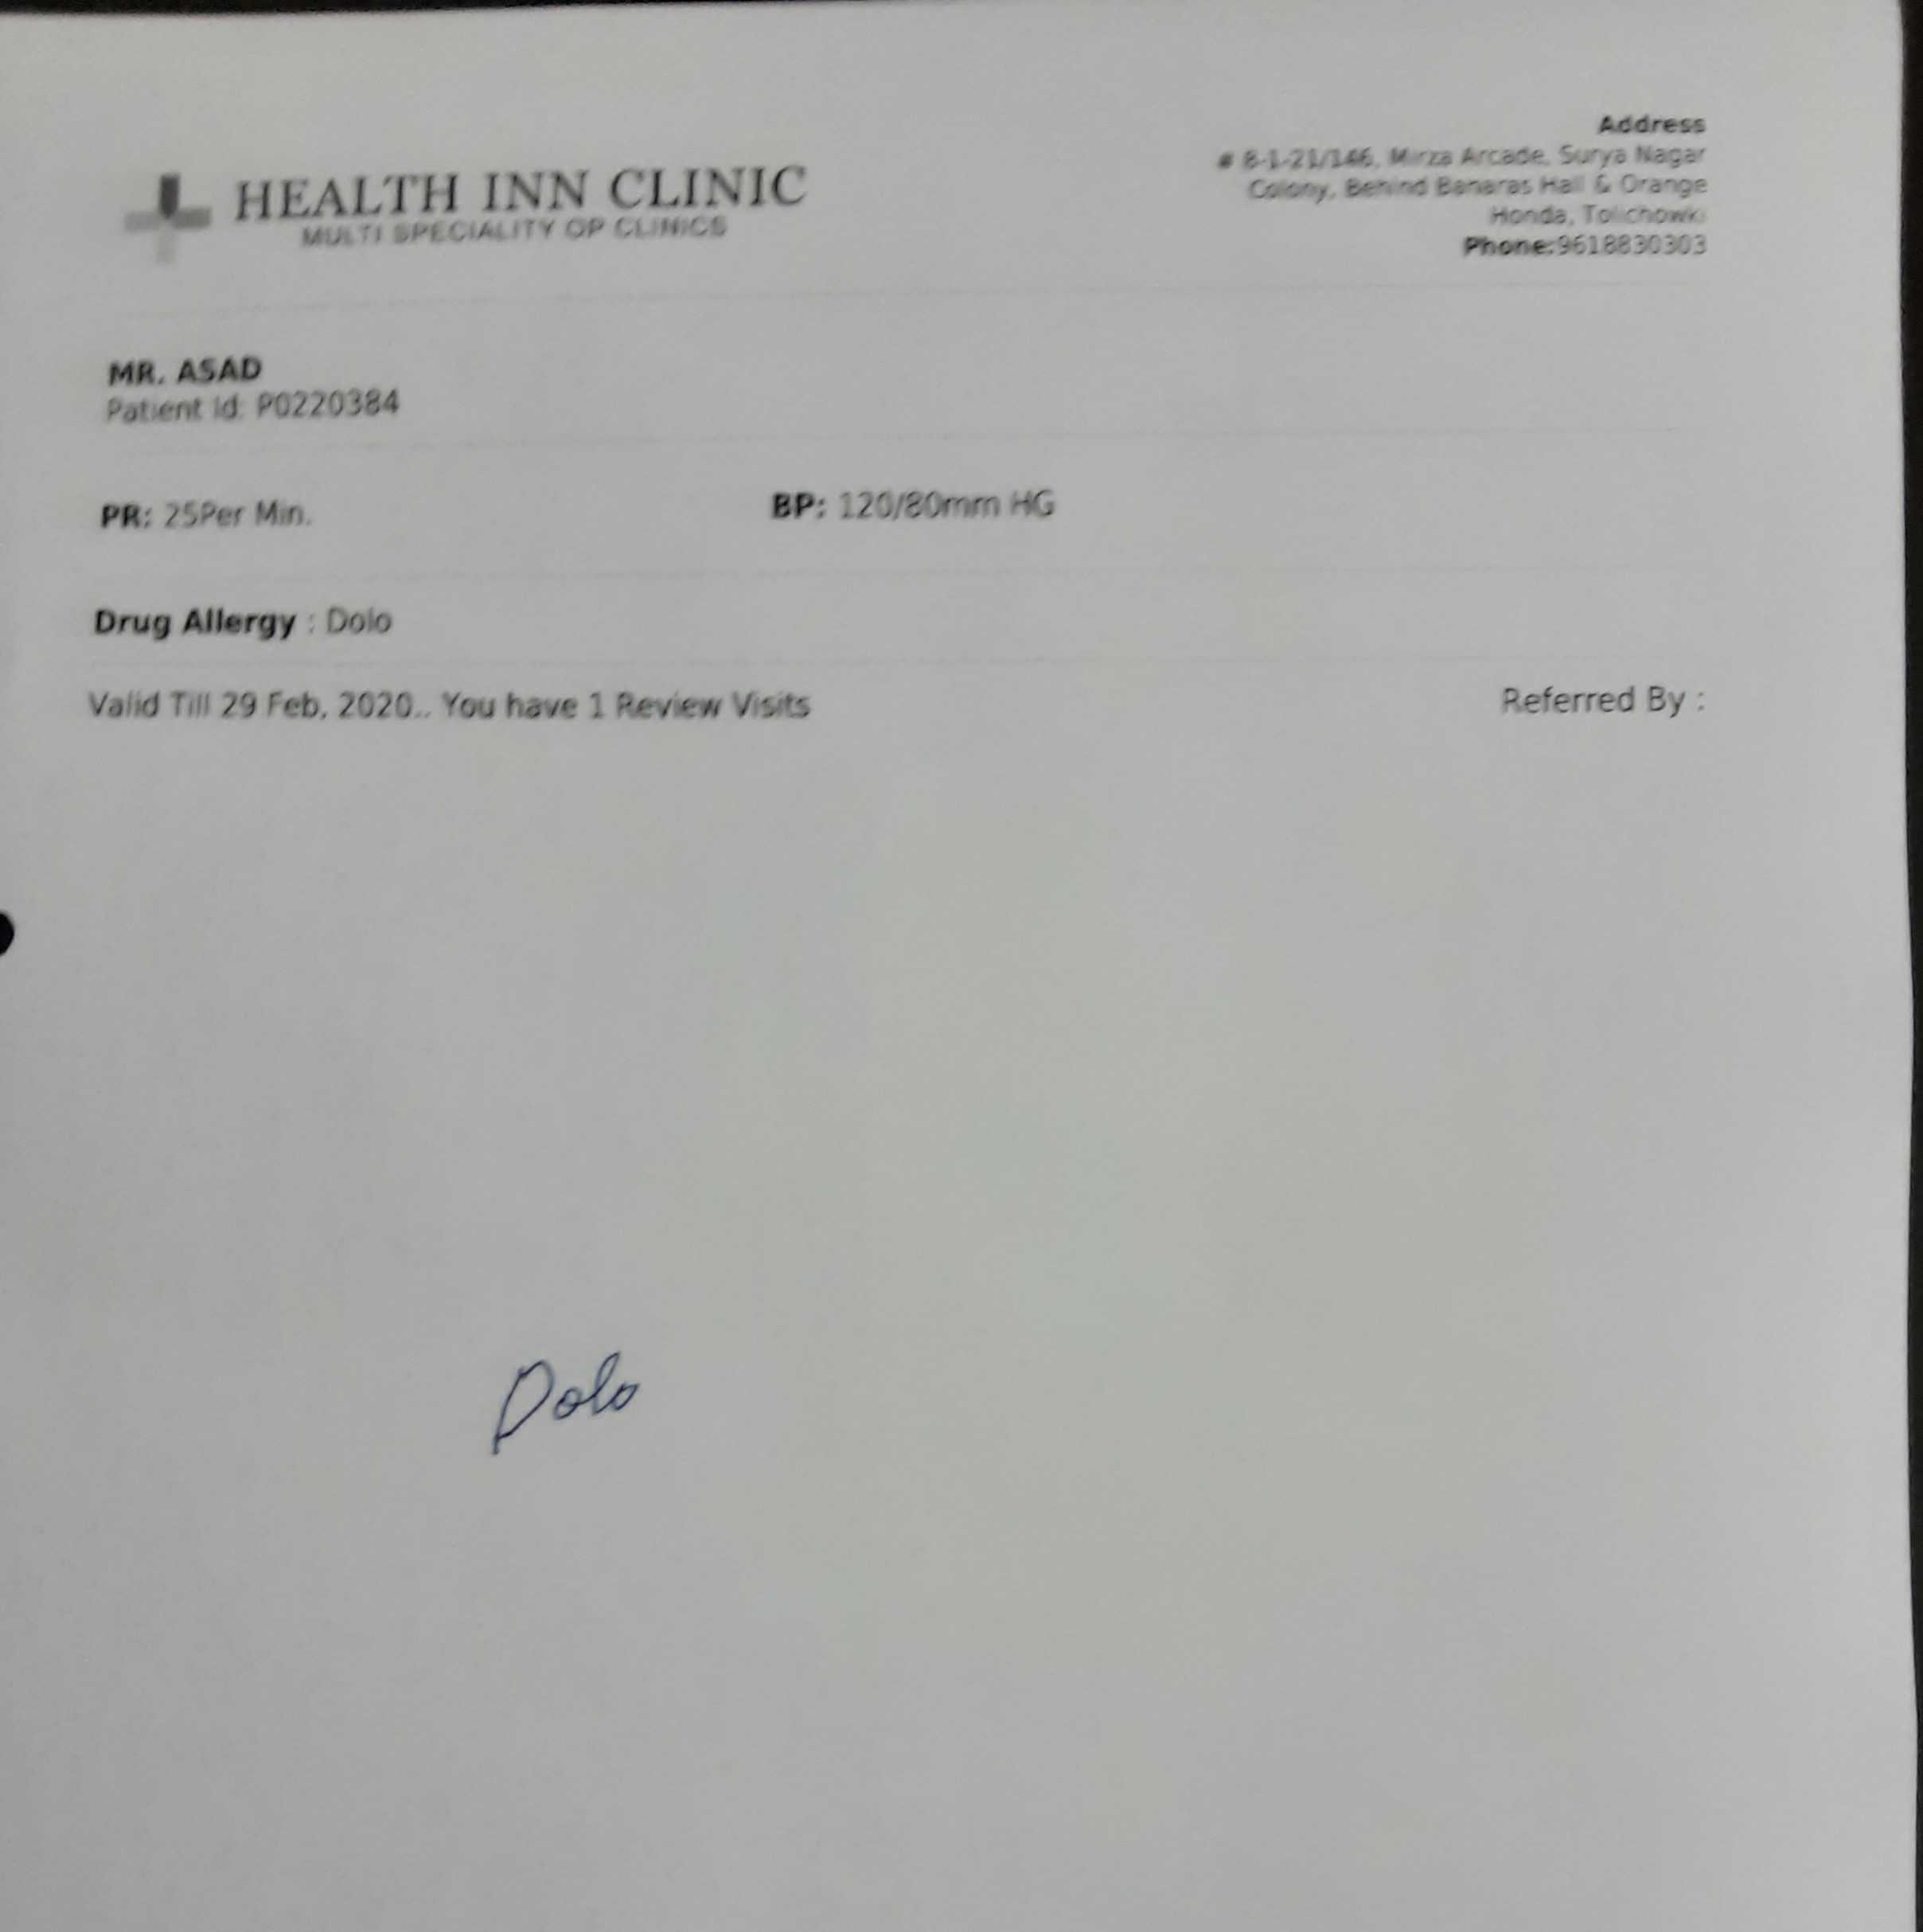 HEALTH INN CLINIC
MULTI SPECIALITY OP CLINICS
Address
# 8-1-21/146, Mirza Arcade, Surya Nagar
Colony, Behind Banaras Hall & Orange
Honda, Tolichowki
Phone:9618830303
MR. ASAD
Patient Id: P0220384
PR: 25Per Min. BP: 120/80mm HG
Drug Allergy : Dolo
Valid Till 29 Feb, 2020.. You have 1 Review Visits Referred By :
Dolo